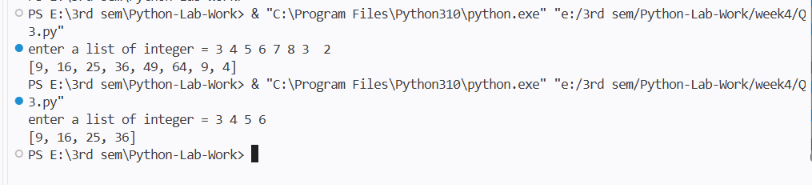 PS E:\3rd sem\Python-Lab-Work> & "C:\Program Files\Python310\python.exe" "e:/3rd sem/Python-Lab-Work/week4/Q
3.py"
enter a list of integer = 3 4 5 6 7 8 3  2
[9, 16, 25, 36, 49, 64, 9, 4]
PS E:\3rd sem\Python-Lab-Work> & "C:\Program Files\Python310\python.exe" "e:/3rd sem/Python-Lab-Work/week4/Q
3.py"
enter a list of integer = 3 4 5 6
[9, 16, 25, 36]
PS E:\3rd sem\Python-Lab-Work>